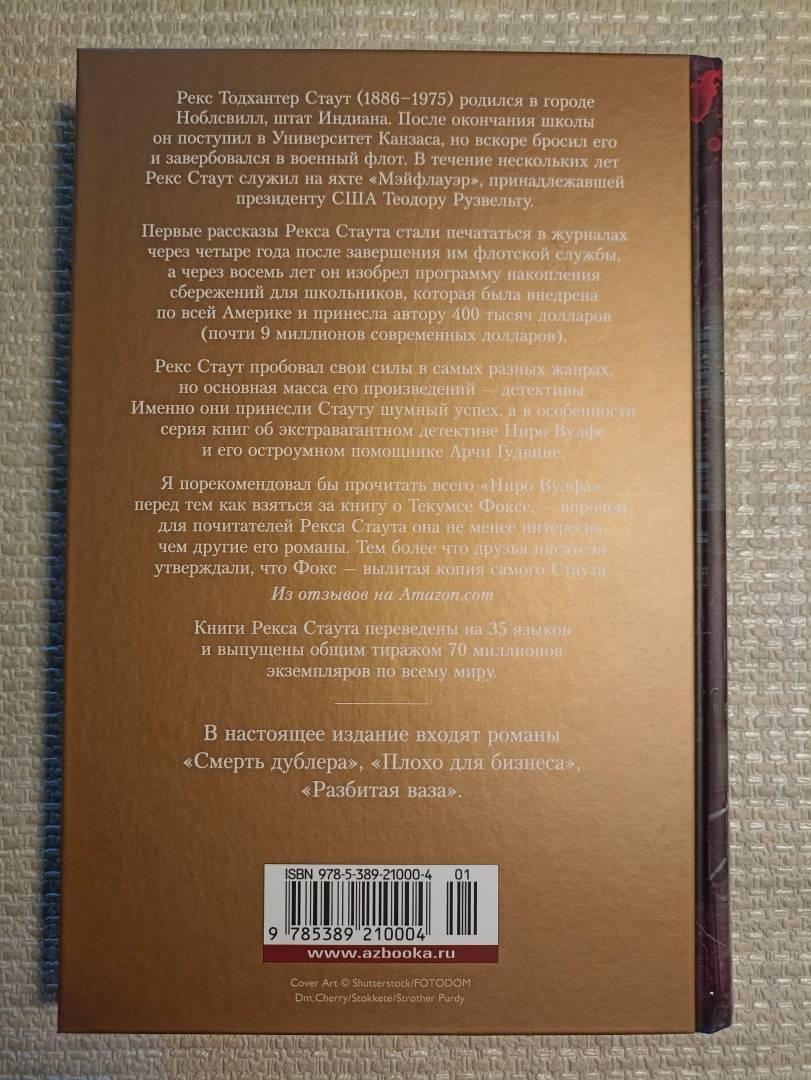 Рекс Тодхантер Стаут (1886–1975) родился в городе
Ноблсвилл, штат Индиана. После окончания школы
он поступил в Университет Канзаса, но вскоре бросил его
и завербовался в военный флот. В течение нескольких лет
Рекс Стаут служил на яхте «Мэйфлауэр», принадлежавшей
президенту США Теодору Рузвельту.
Первые рассказы Рекса Стаута стали печататься в журналах
через четыре года после завершения им флотской службы,
а через восемь лет он изобрел программу накопления
сбережений для школьников, которая была внедрена
по всей Америке и принесла автору 400 тысяч долларов
(почти 9 миллионов современных долларов).
Рекс Стаут пробовал свои силы в самых разных жанрах,
но основная масса его произведений — детективы.
Именно они принесли Стауту шумный успех, а в особенности
серия книг об экстравагантном детективе Ниро Вулфе
и его остроумном помощнике Арчи Гудвине.
Я порекомендовал бы прочитать всего «Ниро Вулфа»,
перед тем как взяться за книгу о Текумсе Фоксе, — впрочем,
для почитателей Рекса Стаута она не менее интересна,
чем другие его романы. Тем более что друзья писателя
утверждали, что Фокс — вылитая копия самого Стаута.
Из отзывов на Amazon.com
Книги Рекса Стаута переведены на 35 языков
и выпущены общим тиражом 70 миллионов
экземпляров по всему миру.
В настоящее издание входят романы
«Смерть дублера», «Плохо для бизнеса»,
«Разбитая ваза».
ISBN 978-5-389-21000-4 01
9 785389 210004
www.azbooka.ru
Cover Art © Shutterstock/FOTODOM
Dm.Cherry/Stokkete/Strother Purdy